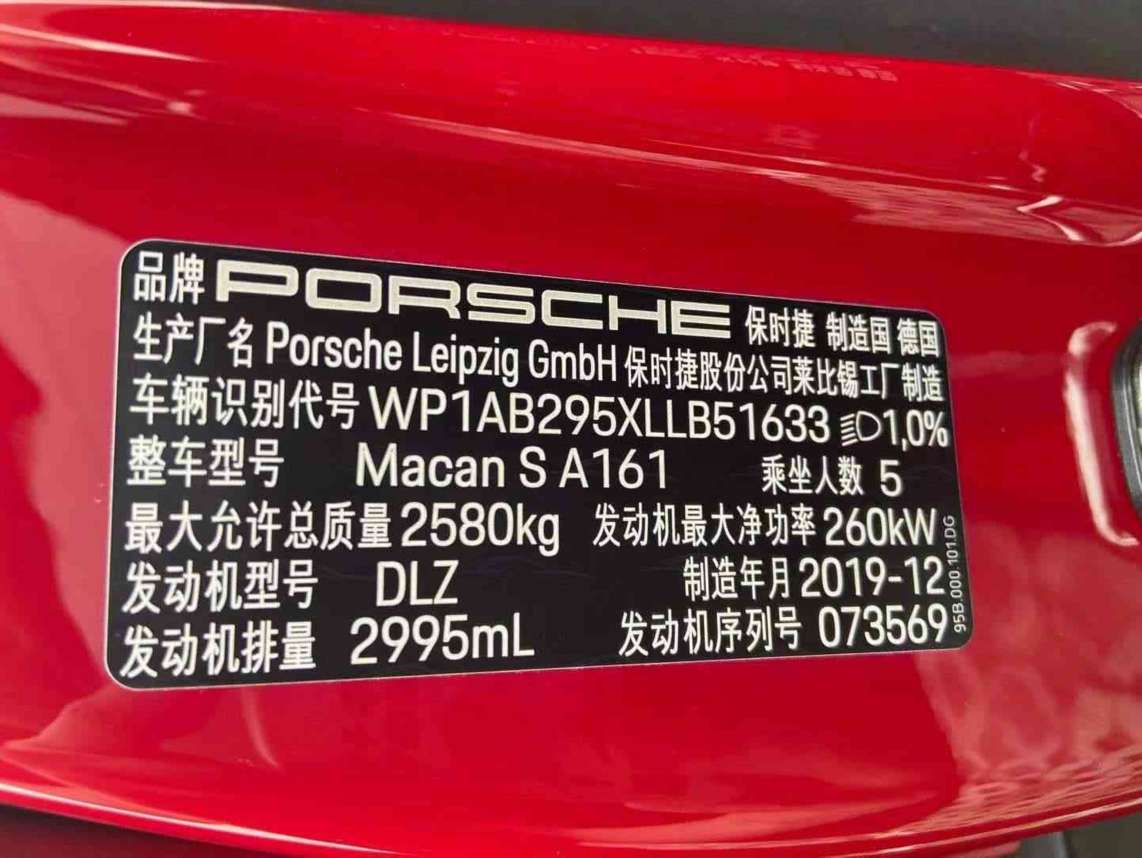 品牌 PORSCHE 保时捷 制造国 德国
生产厂名 Porsche Leipzig GmbH 保时捷股份公司莱比锡工厂制造
车辆识别代号 WP1AB295XLLB51633 1,0%
整车型号 Macan S A161 乘坐人数 5
最大允许总质量 2580kg 发动机最大净功率 260kW
发动机型号 DLZ 制造年月 2019-12
发动机排量 2995mL 发动机序列号 073569
95B.000.101.DG